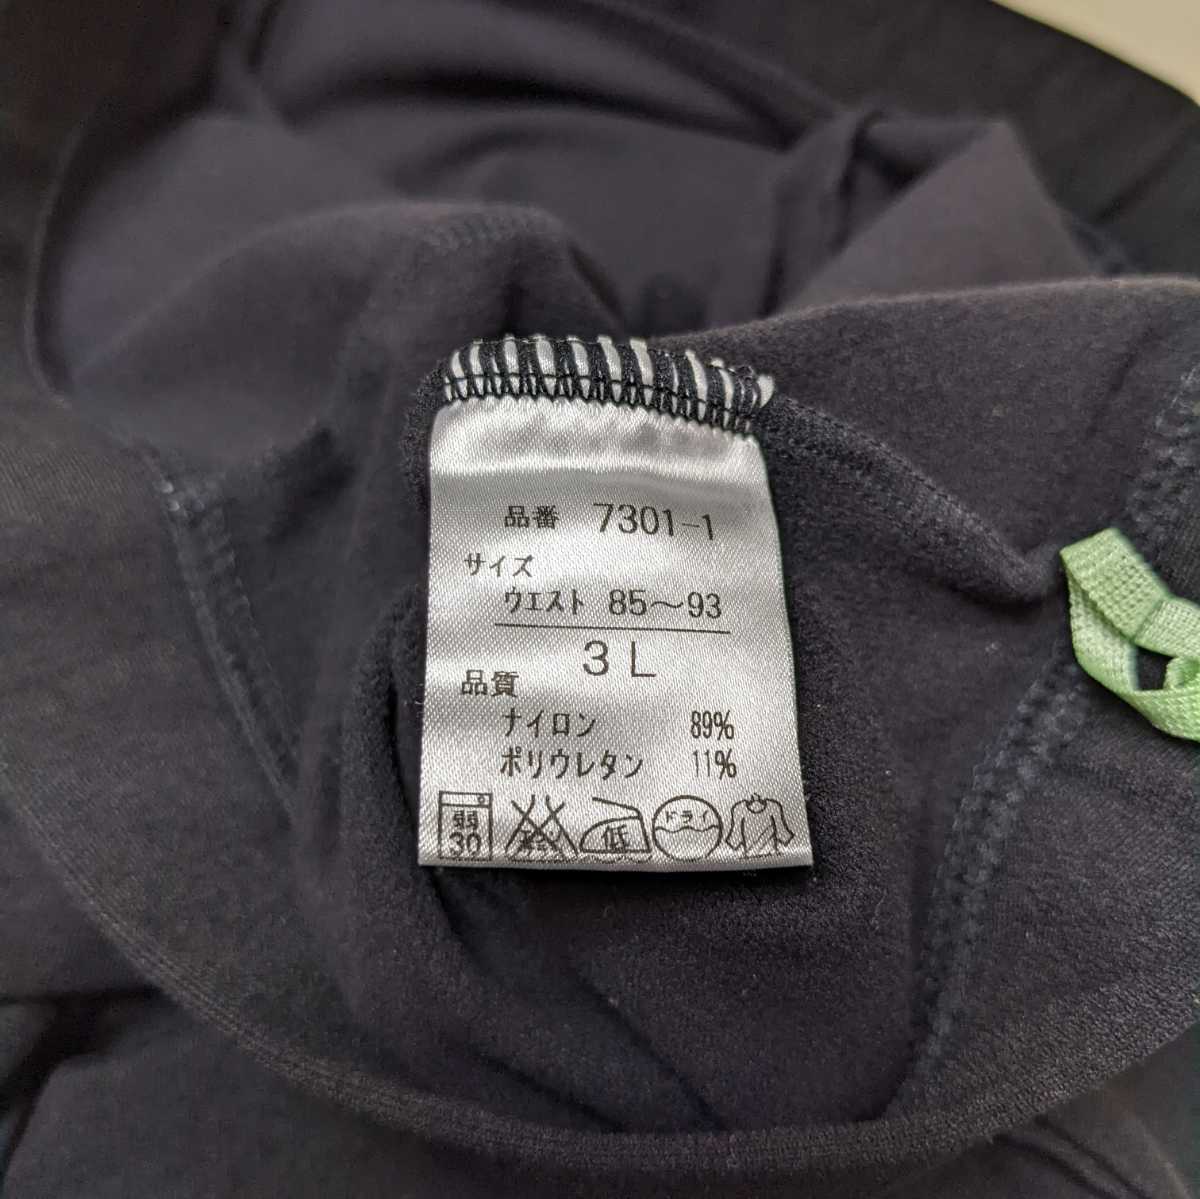 品番 7301-1
サイズ
ウエスト 85～93
3L
品質
ナイロン 89%
ポリウレタン 11%
弱 30 低 ドライ